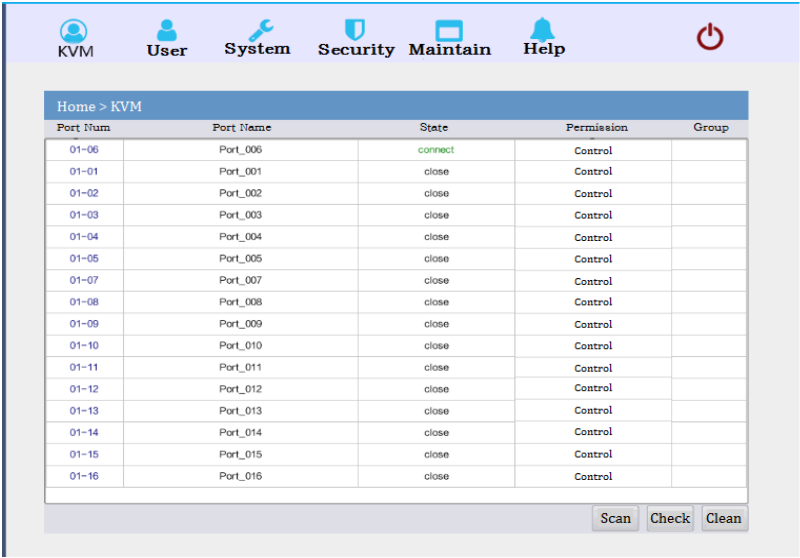 KVM User System Security Maintain Help
Home > KVM
Port Num Port Name State Permission Group
01-06 Port_006 connect Control
01-01 Port_001 close Control
01-02 Port_002 close Control
01-03 Port_003 close Control
01-04 Port_004 close Control
01-05 Port_005 close Control
01-07 Port_007 close Control
01-08 Port_008 close Control
01-09 Port_009 close Control
01-10 Port_010 close Control
01-11 Port_011 close Control
01-12 Port_012 close Control
01-13 Port_013 close Control
01-14 Port_014 close Control
01-15 Port_015 close Control
01-16 Port_016 close Control
Scan Check Clean